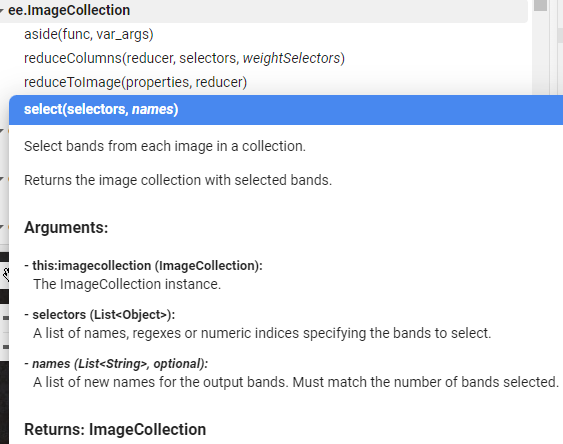 ee.ImageCollection
aside(func, var_args)
reduceColumns(reducer, selectors, weightSelectors)
reduceToImage(properties, reducer)
select(selectors, names)
Select bands from each image in a collection.
Returns the image collection with selected bands.
Arguments:
- this:imagecollection (ImageCollection):
The ImageCollection instance.
- selectors (List<Object>):
A list of names, regexes or numeric indices specifying the bands to select.
- names (List<String>, optional):
A list of new names for the output bands. Must match the number of bands selected.
Returns: ImageCollection